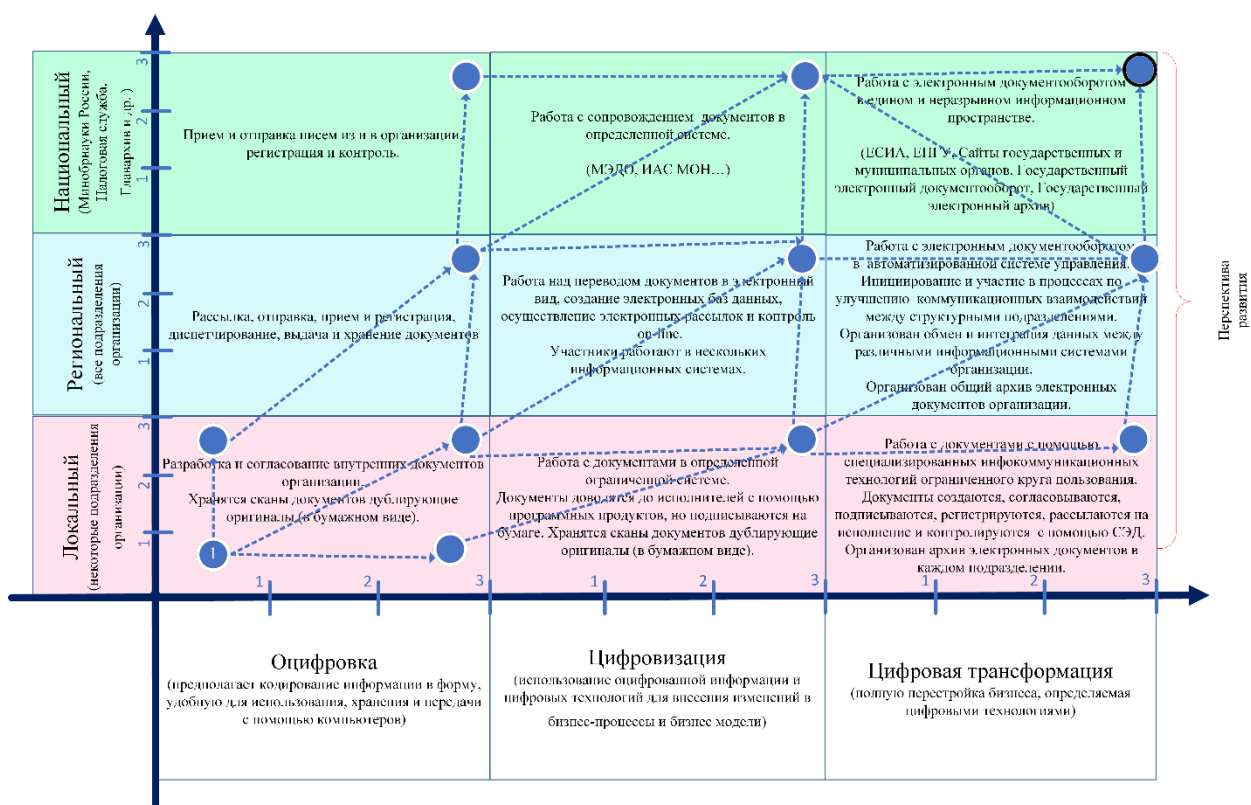 Национальный
(Минобрнауки России,
Налоговая служба,
Главархив и др. )
3
2
1
Прием и отправка писем из и в организации,
регистрация и контроль.
Работа с сопровождением документов в
определенной системе.
(МЭДО, ИАС МОН…)
Работа с электронным документооборотом
в едином и неразрывном информационном
пространстве.
(ЕСИА, ЕПГУ, Сайты государственных и
муниципальных органов, Государственный
электронный документооборот, Государственный
электронный архив)
Региональный
(все подразделения
организации)
3
2
1
Рассылка, отправка, прием и регистрация,
диспетчирование, выдача и хранение документов
Работа над переводом документов в электронный
вид, создание электронных баз данных,
осуществление электронных рассылок и контроль
on-line.
Участники работают в нескольких
информационных системах.
Работа с электронным документооборотом
в автоматизированной системе управления.
Инициирование и участие в процессах по
улучшению коммуникационных взаимодействий
между структурными подразделениями.
Организован обмен и интеграция данных между
различными информационными системами
организации.
Организован общий архив электронных
документов организации.
Локальный
(некоторые подразделения
организации)
3
2
1
Разработка и согласование внутренних документов
организации.
Хранятся сканы документов дублирующие
оригиналы (в бумажном виде).
1
Работа с документами в определенной
ограниченной системе.
Документы доводятся до исполнителей с помощью
программных продуктов, но подписываются на
бумаге. Хранятся сканы документов дублирующие
оригиналы (в бумажном виде).
Работа с документами с помощью
специализированных инфокоммуникационных
технологий ограниченного круга пользования.
Документы создаются, согласовываются,
подписываются, регистрируются, рассылаются на
исполнение и контролируются с помощью СЭД.
Организован архив электронных документов в
каждом подразделении.
Перспектива
развития
1 2 3 1 2 3 1 2 3
Оцифровка
(предполагает кодирование информации в форму,
удобную для использования, хранения и передачи
с помощью компьютеров)
Цифровизация
(использование оцифрованной информации и
цифровых технологий для внесения изменений в
бизнес-процессы и бизнес модели)
Цифровая трансформация
(полную перестройка бизнеса, определяемая
цифровыми технологиями)